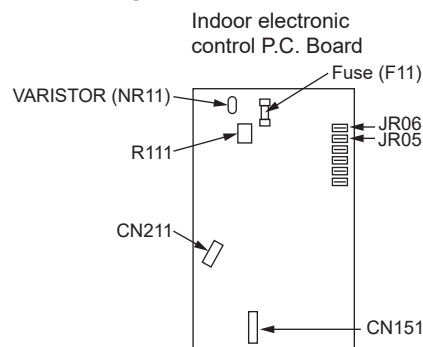 Indoor electronic
control P.C. Board
Fuse (F11)
VARISTOR (NR11)
JR06
JR05
R111
CN211
CN151